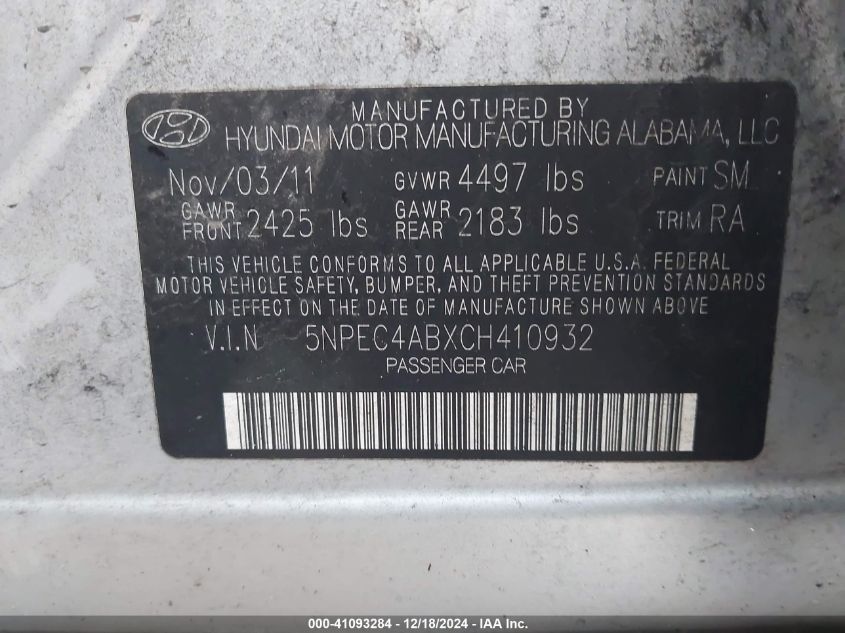 MANUFACTURED BY
HYUNDAI MOTOR MANUFACTURING ALABAMA, LLC
Nov/03/11 GVWR 4497 lbs PAINT SM
GAWR FRONT 2425 lbs GAWR REAR 2183 lbs TRIM RA
THIS VEHICLE CONFORMS TO ALL APPLICABLE U.S.A. FEDERAL
MOTOR VEHICLE SAFETY, BUMPER, AND THEFT PREVENTION STANDARDS
IN EFFECT ON THE DATE OF MANUFACTURE SHOWN ABOVE
V.I.N 5NPEC4ABXCH410932
PASSENGER CAR
000-41093284 - 12/18/2024 - IAA Inc.